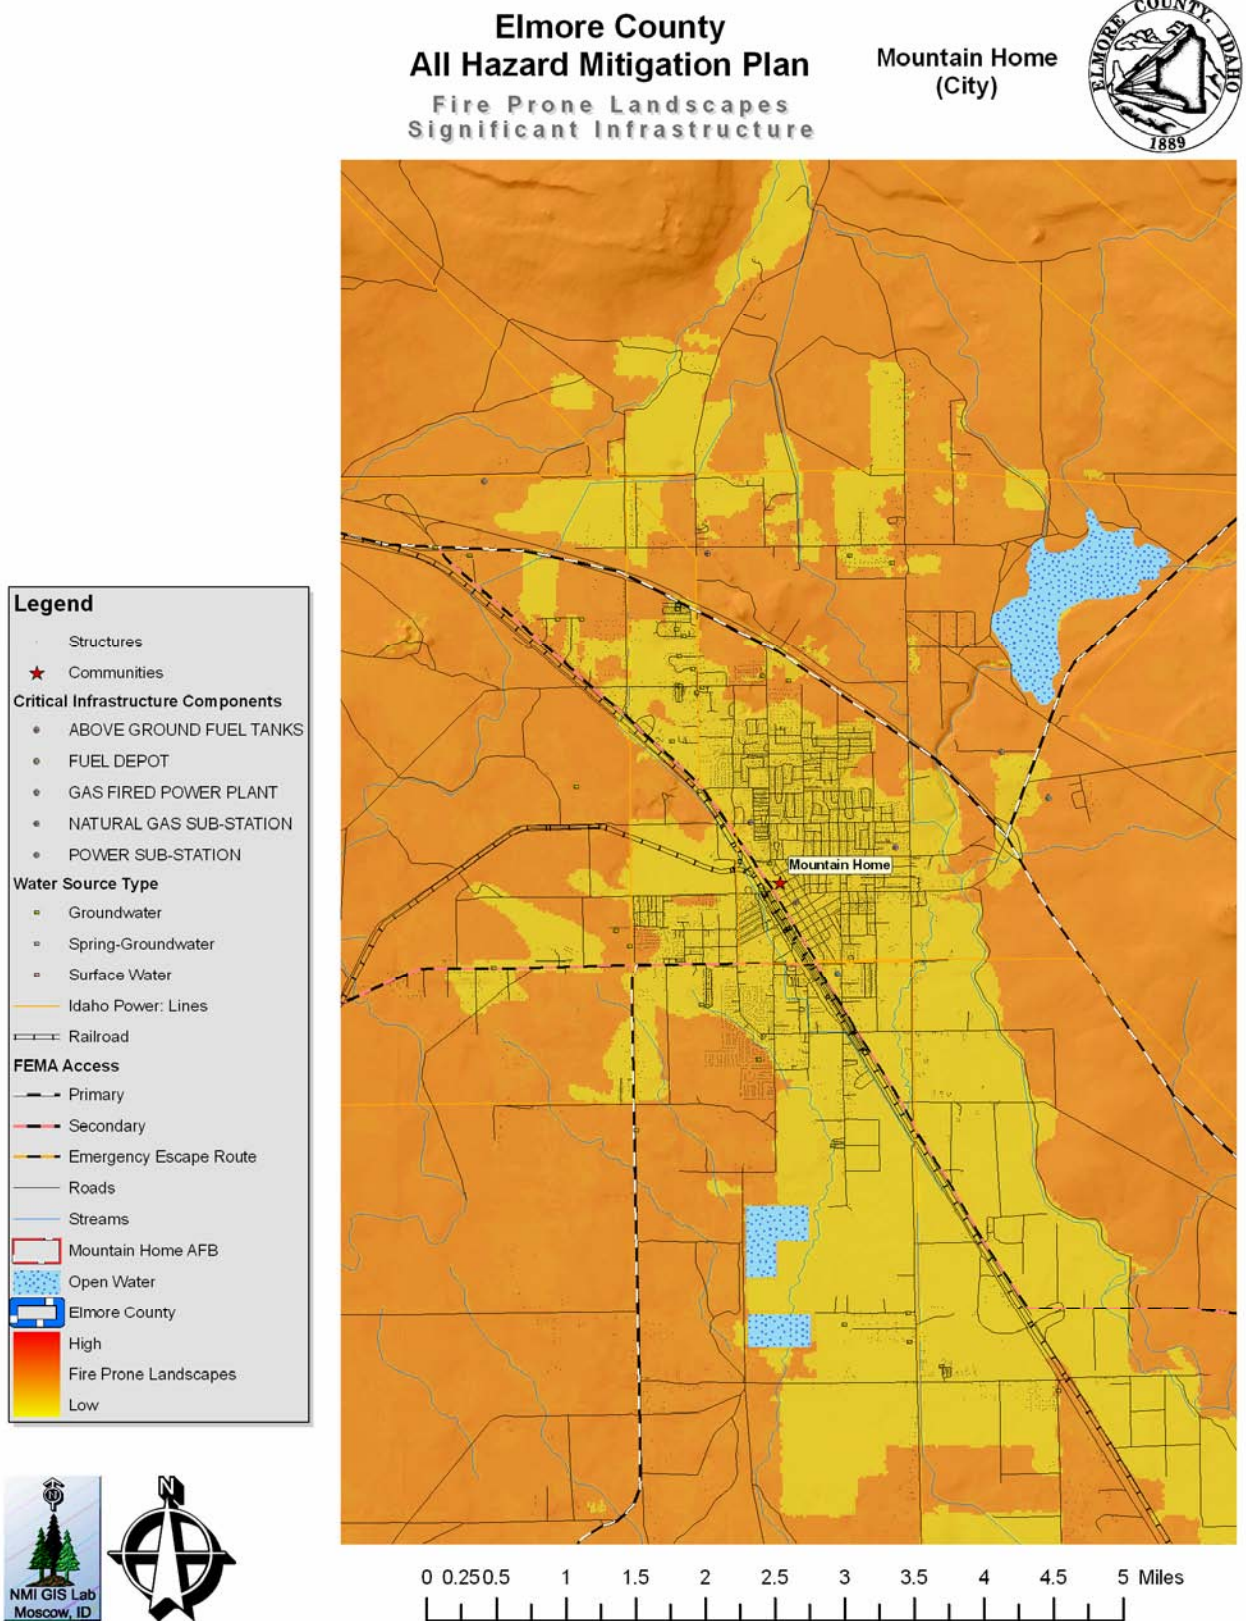 Elmore County
All Hazard Mitigation Plan
Fire Prone Landscapes
Significant Infrastructure
Mountain Home
(City)
ELMORE COUNTY, IDAHO
1889
Mountain Home
Legend
Structures
Communities
Critical Infrastructure Components
ABOVE GROUND FUEL TANKS
FUEL DEPOT
GAS FIRED POWER PLANT
NATURAL GAS SUB-STATION
POWER SUB-STATION
Water Source Type
Groundwater
Spring-Groundwater
Surface Water
Idaho Power: Lines
Railroad
FEMA Access
Primary
Secondary
Emergency Escape Route
Roads
Streams
Mountain Home AFB
Open Water
Elmore County
High
Fire Prone Landscapes
Low
N
NMI GIS Lab
Moscow, ID
N
0 0.25 0.5 1 1.5 2 2.5 3 3.5 4 4.5 5 Miles